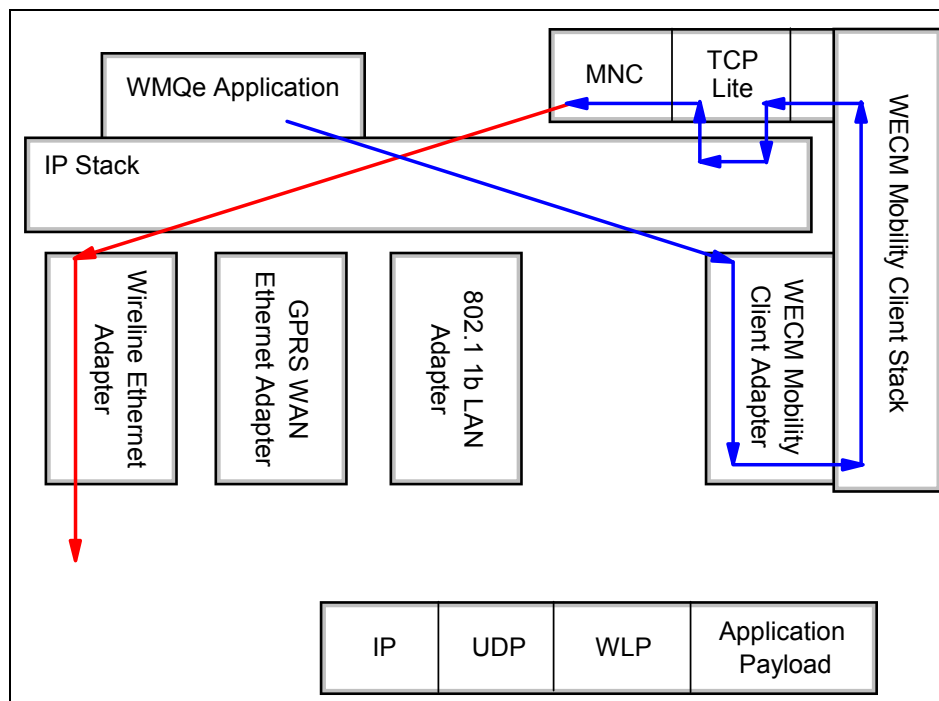 WMQe Application
MNC
TCP
Lite
IP Stack
WECM Mobility Client Stack
Wireline Ethernet
Adapter
GPRS WAN
Ethernet Adapter
802.1 1b LAN
Adapter
WECM Mobility
Client Adapter
IP
UDP
WLP
Application
Payload